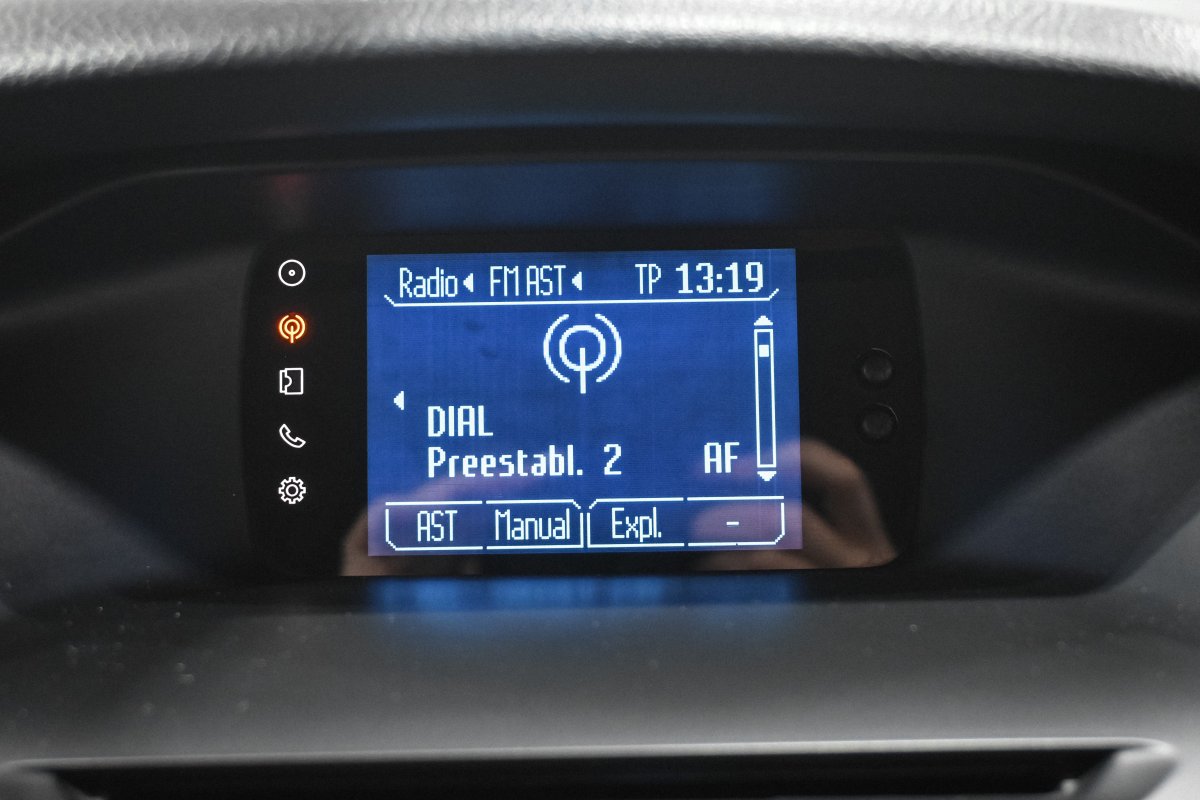 Radio FM AST TP 13:19
DIAL
Preestabl. 2 AF
AST Manual Expl. -